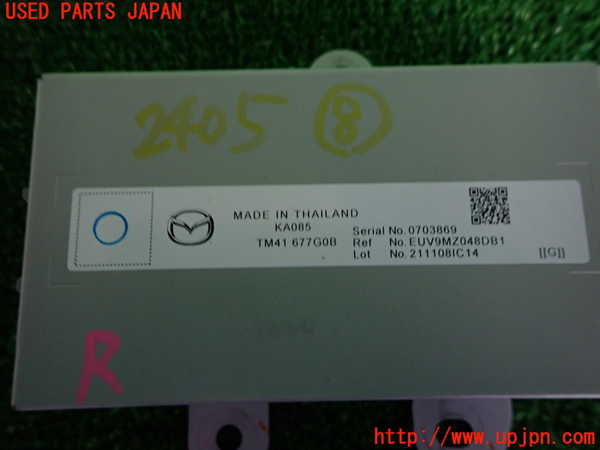 USED PARTS JAPAN
2405 8
MADE IN THAILAND
KA085
TM41 677G0B
Serial No. 0703869
Ref No. EUV9MZ048DB1
Lot No. 211108IC14
R
http://www.upjpn.com/